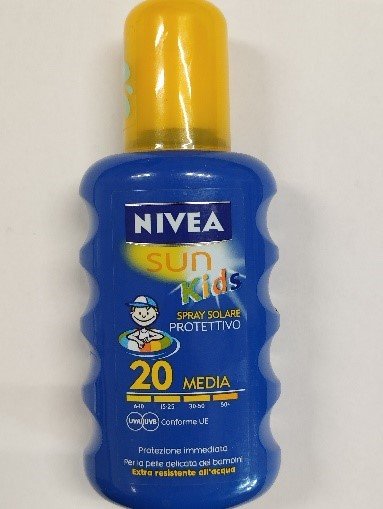 NIVEA
sun
Kids
SPRAY SOLARE
PROTETTIVO
20 MEDIA
6-10 15-25 30-50 50+
UVA UVB Conforme UE
Protezione immediata
Per la pelle delicata dei bambini
Extra resistente all'acqua